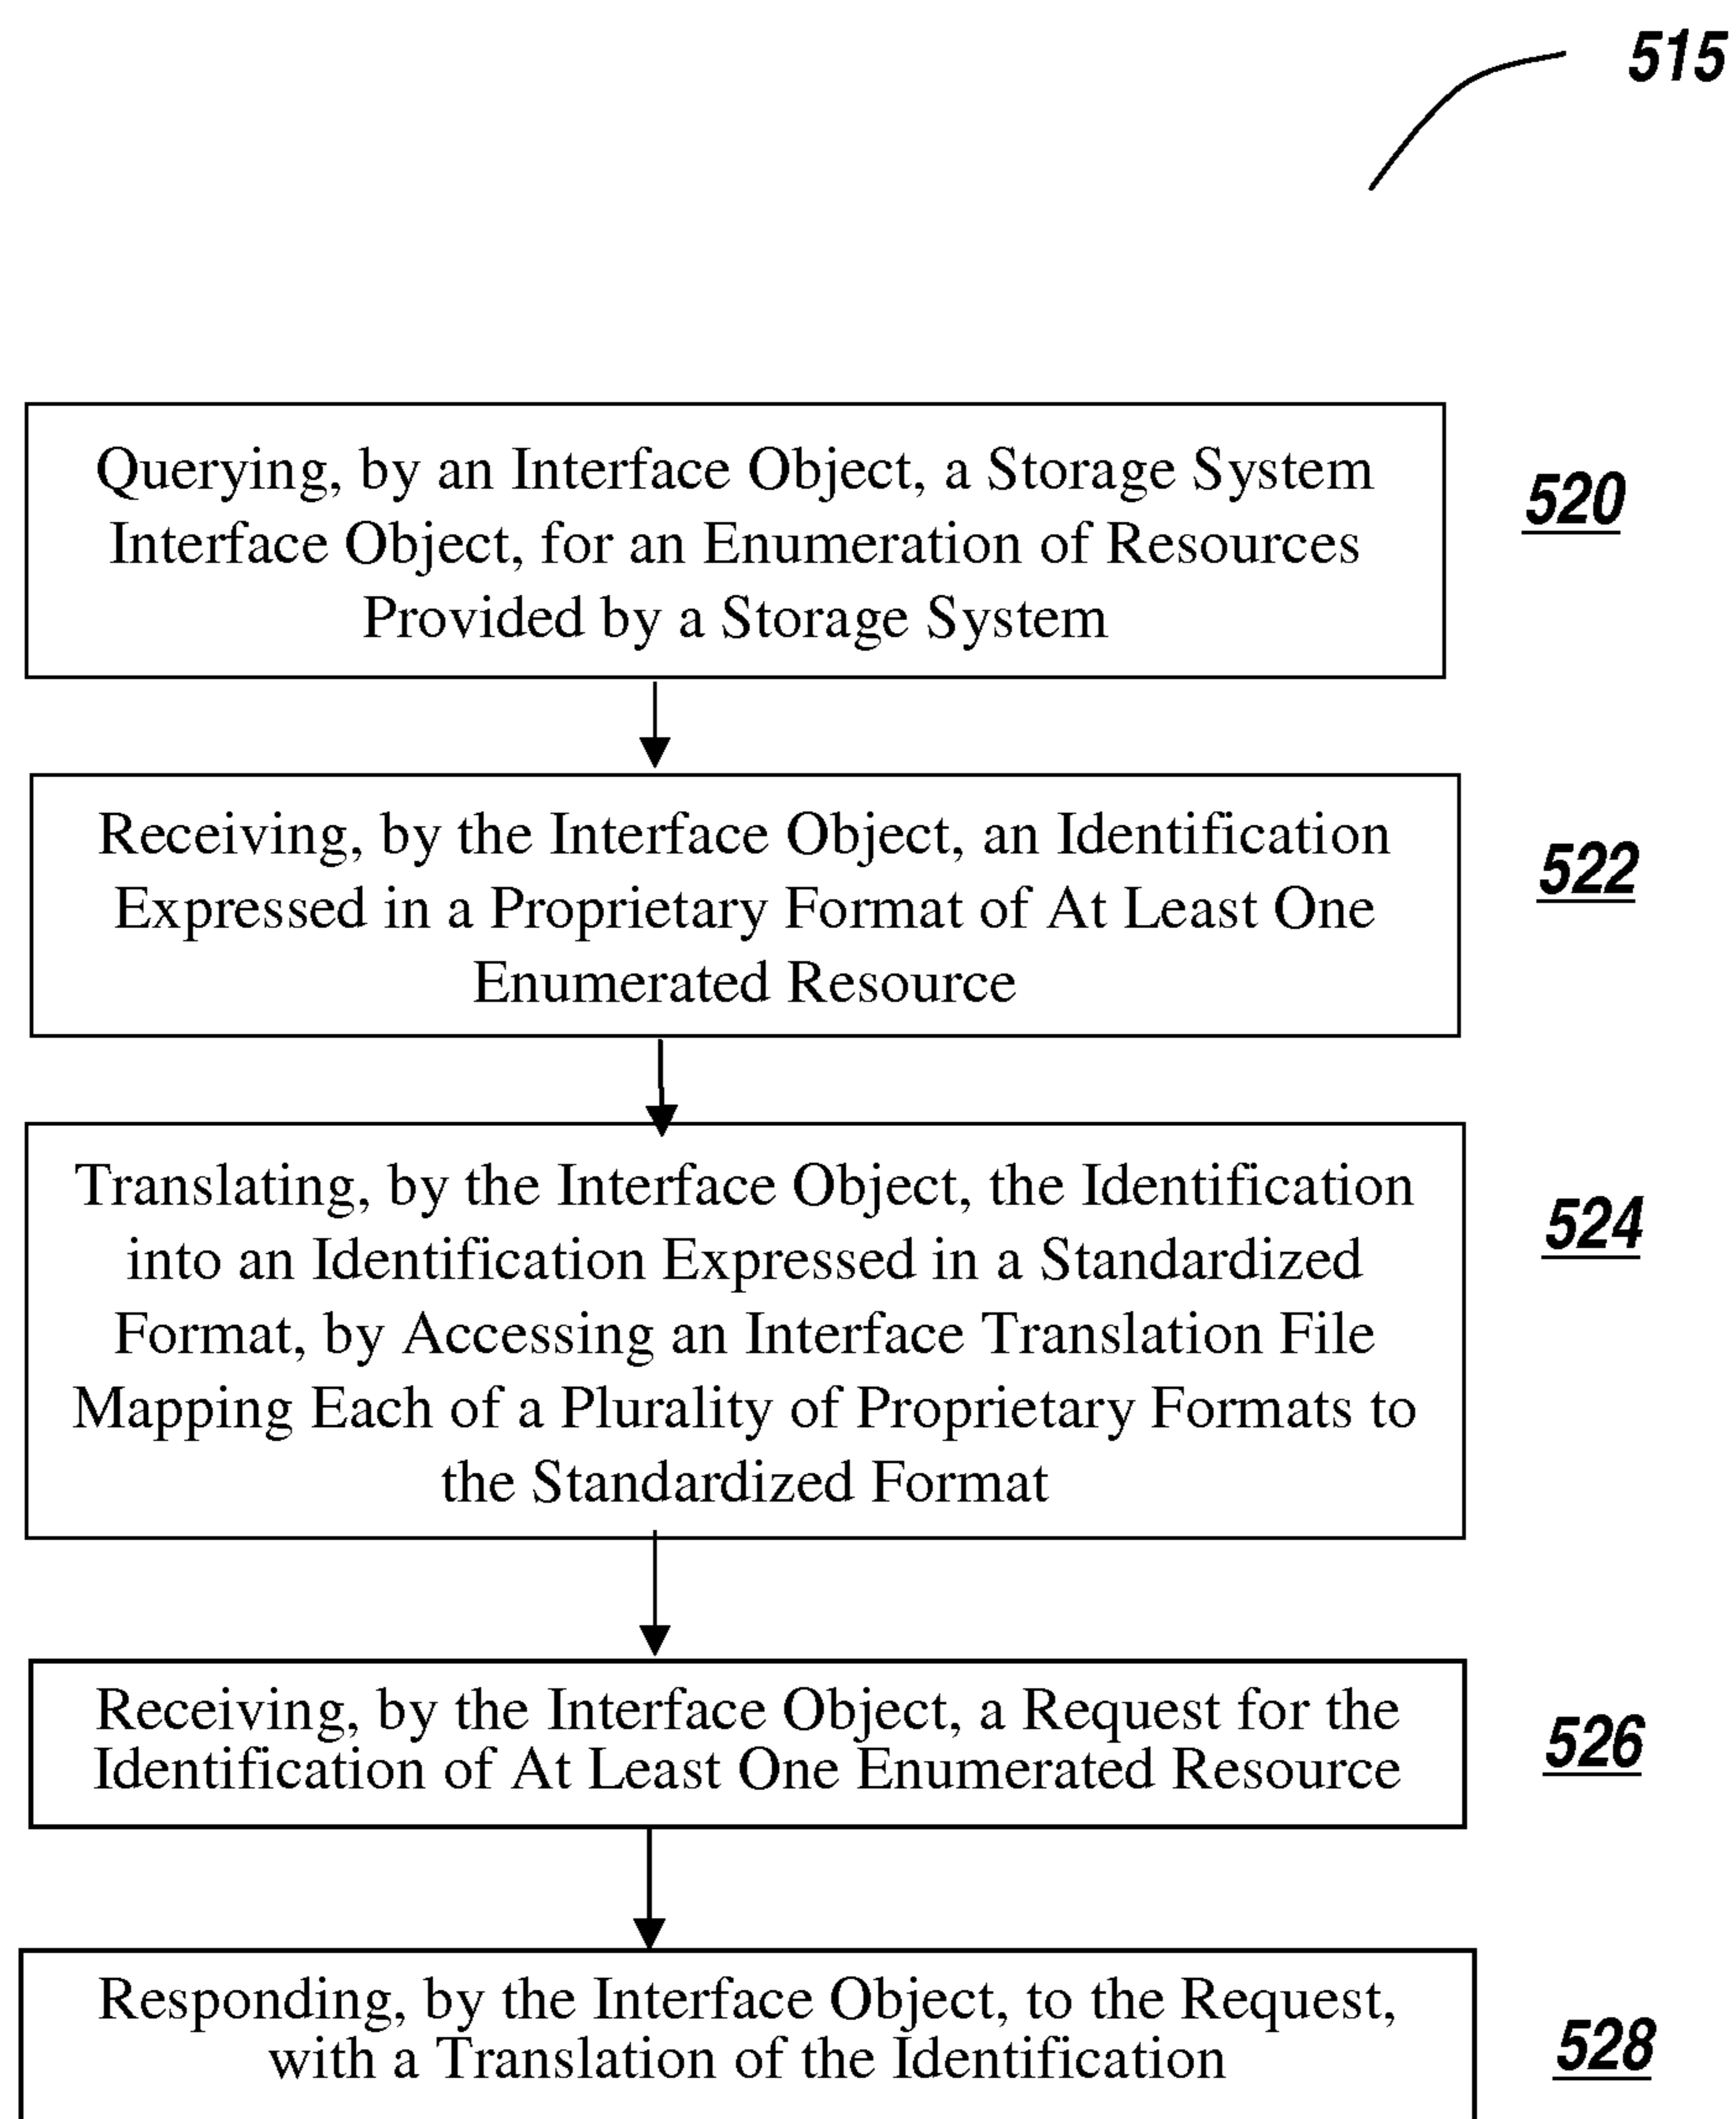 515
Querying, by an Interface Object, a Storage System
Interface Object, for an Enumeration of Resources
Provided by a Storage System
520
Receiving, by the Interface Object, an Identification
Expressed in a Proprietary Format of At Least One
Enumerated Resource
522
Translating, by the Interface Object, the Identification
into an Identification Expressed in a Standardized
Format, by Accessing an Interface Translation File
Mapping Each of a Plurality of Proprietary Formats to
the Standardized Format
524
Receiving, by the Interface Object, a Request for the
Identification of At Least One Enumerated Resource
526
Responding, by the Interface Object, to the Request,
with a Translation of the Identification
528